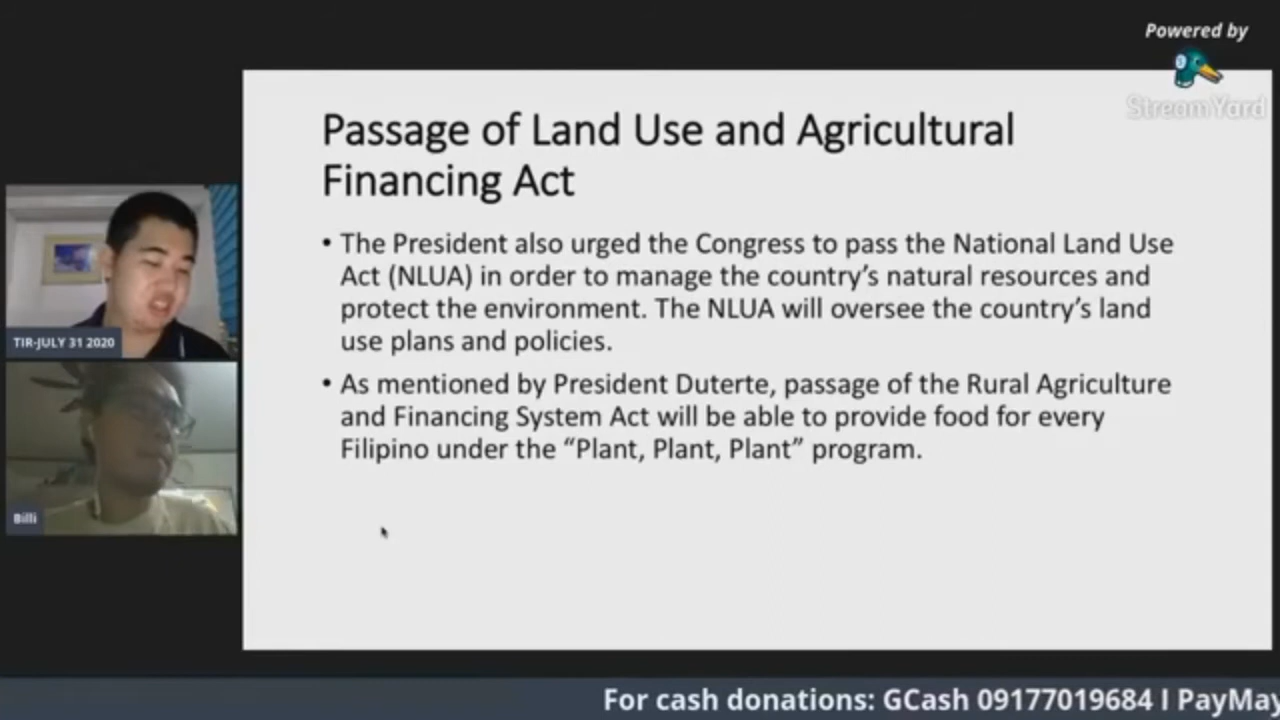 Powered by
StreamYard
Passage of Land Use and Agricultural
Financing Act
• The President also urged the Congress to pass the National Land Use
Act (NLUA) in order to manage the country’s natural resources and
protect the environment. The NLUA will oversee the country’s land
use plans and policies.
• As mentioned by President Duterte, passage of the Rural Agriculture
and Financing System Act will be able to provide food for every
Filipino under the “Plant, Plant, Plant” program.
TIR-JULY 31 2020
Billi
For cash donations: GCash 09177019684 I PayMay